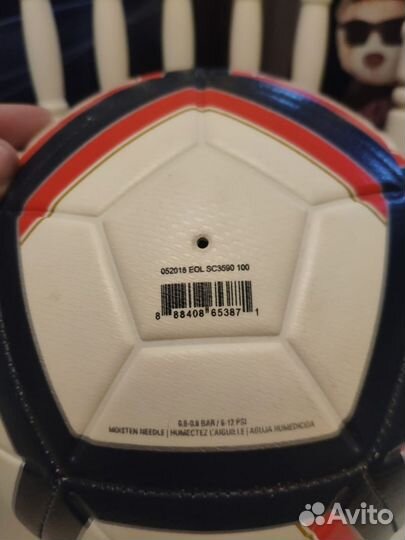 052018 EOL SC3590 100
8 88408 65387 1
0.6-0.8 BAR / 6-12 PSI
MOISTEN NEEDLE | HUMECTEZ L'AIGUILLE | AGUJA HUMEDECIDA
Avito